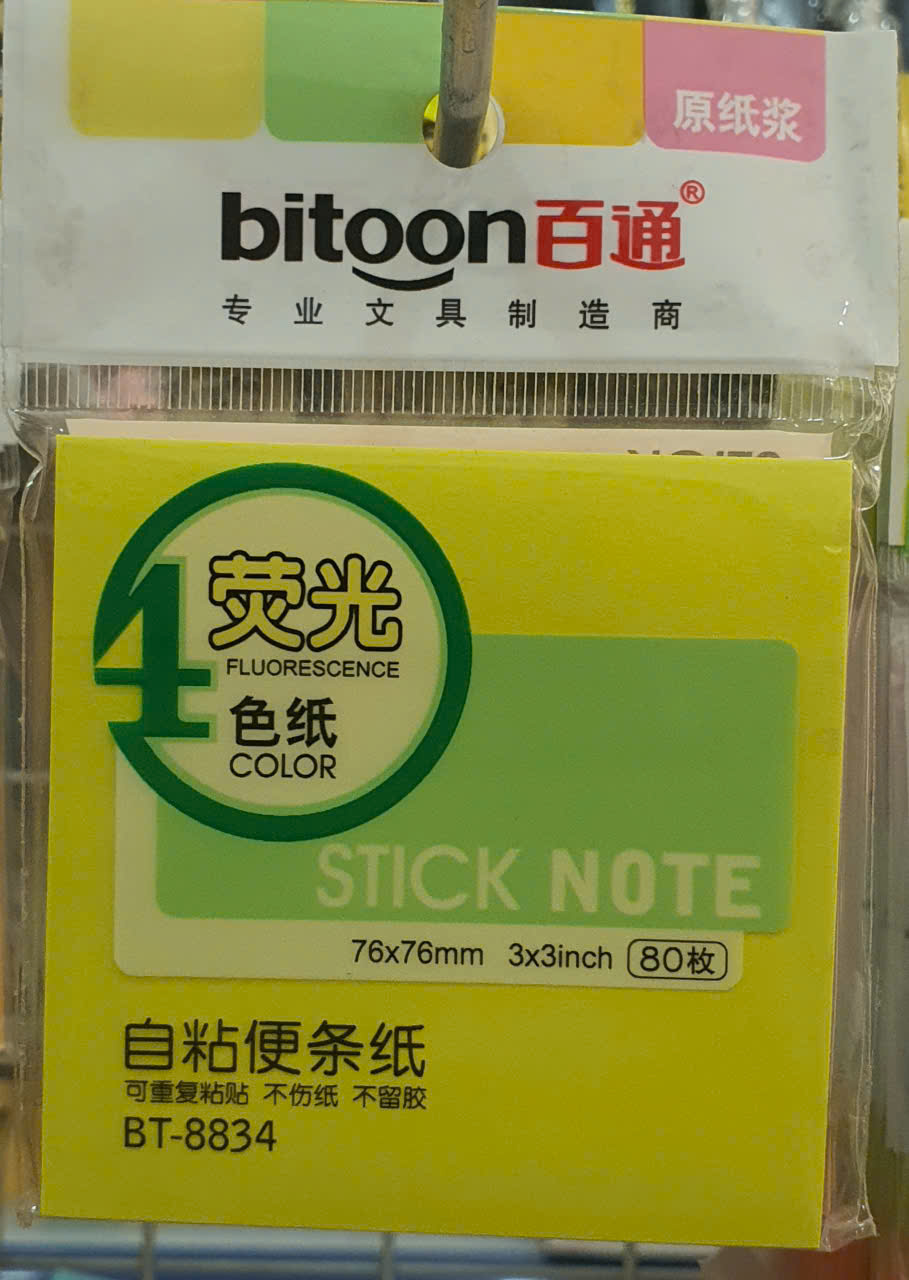 原纸浆
bitoon百通®
专业文具制造商
4
荧光
FLUORESCENCE
色纸
COLOR
STICK NOTE
76x76mm 3x3inch 80枚
自粘便条纸
可重复粘贴 不伤纸 不留胶
BT-8834